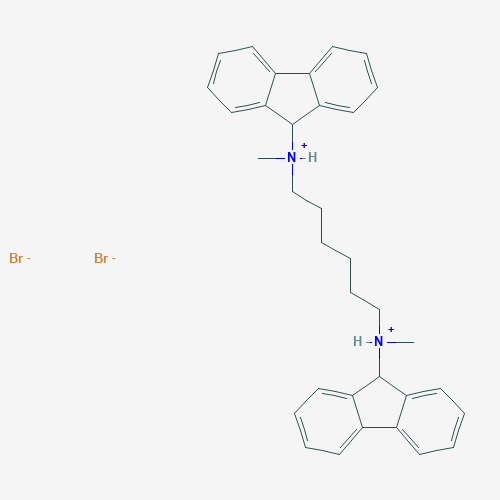 +
N H
Br - Br -
+
H N